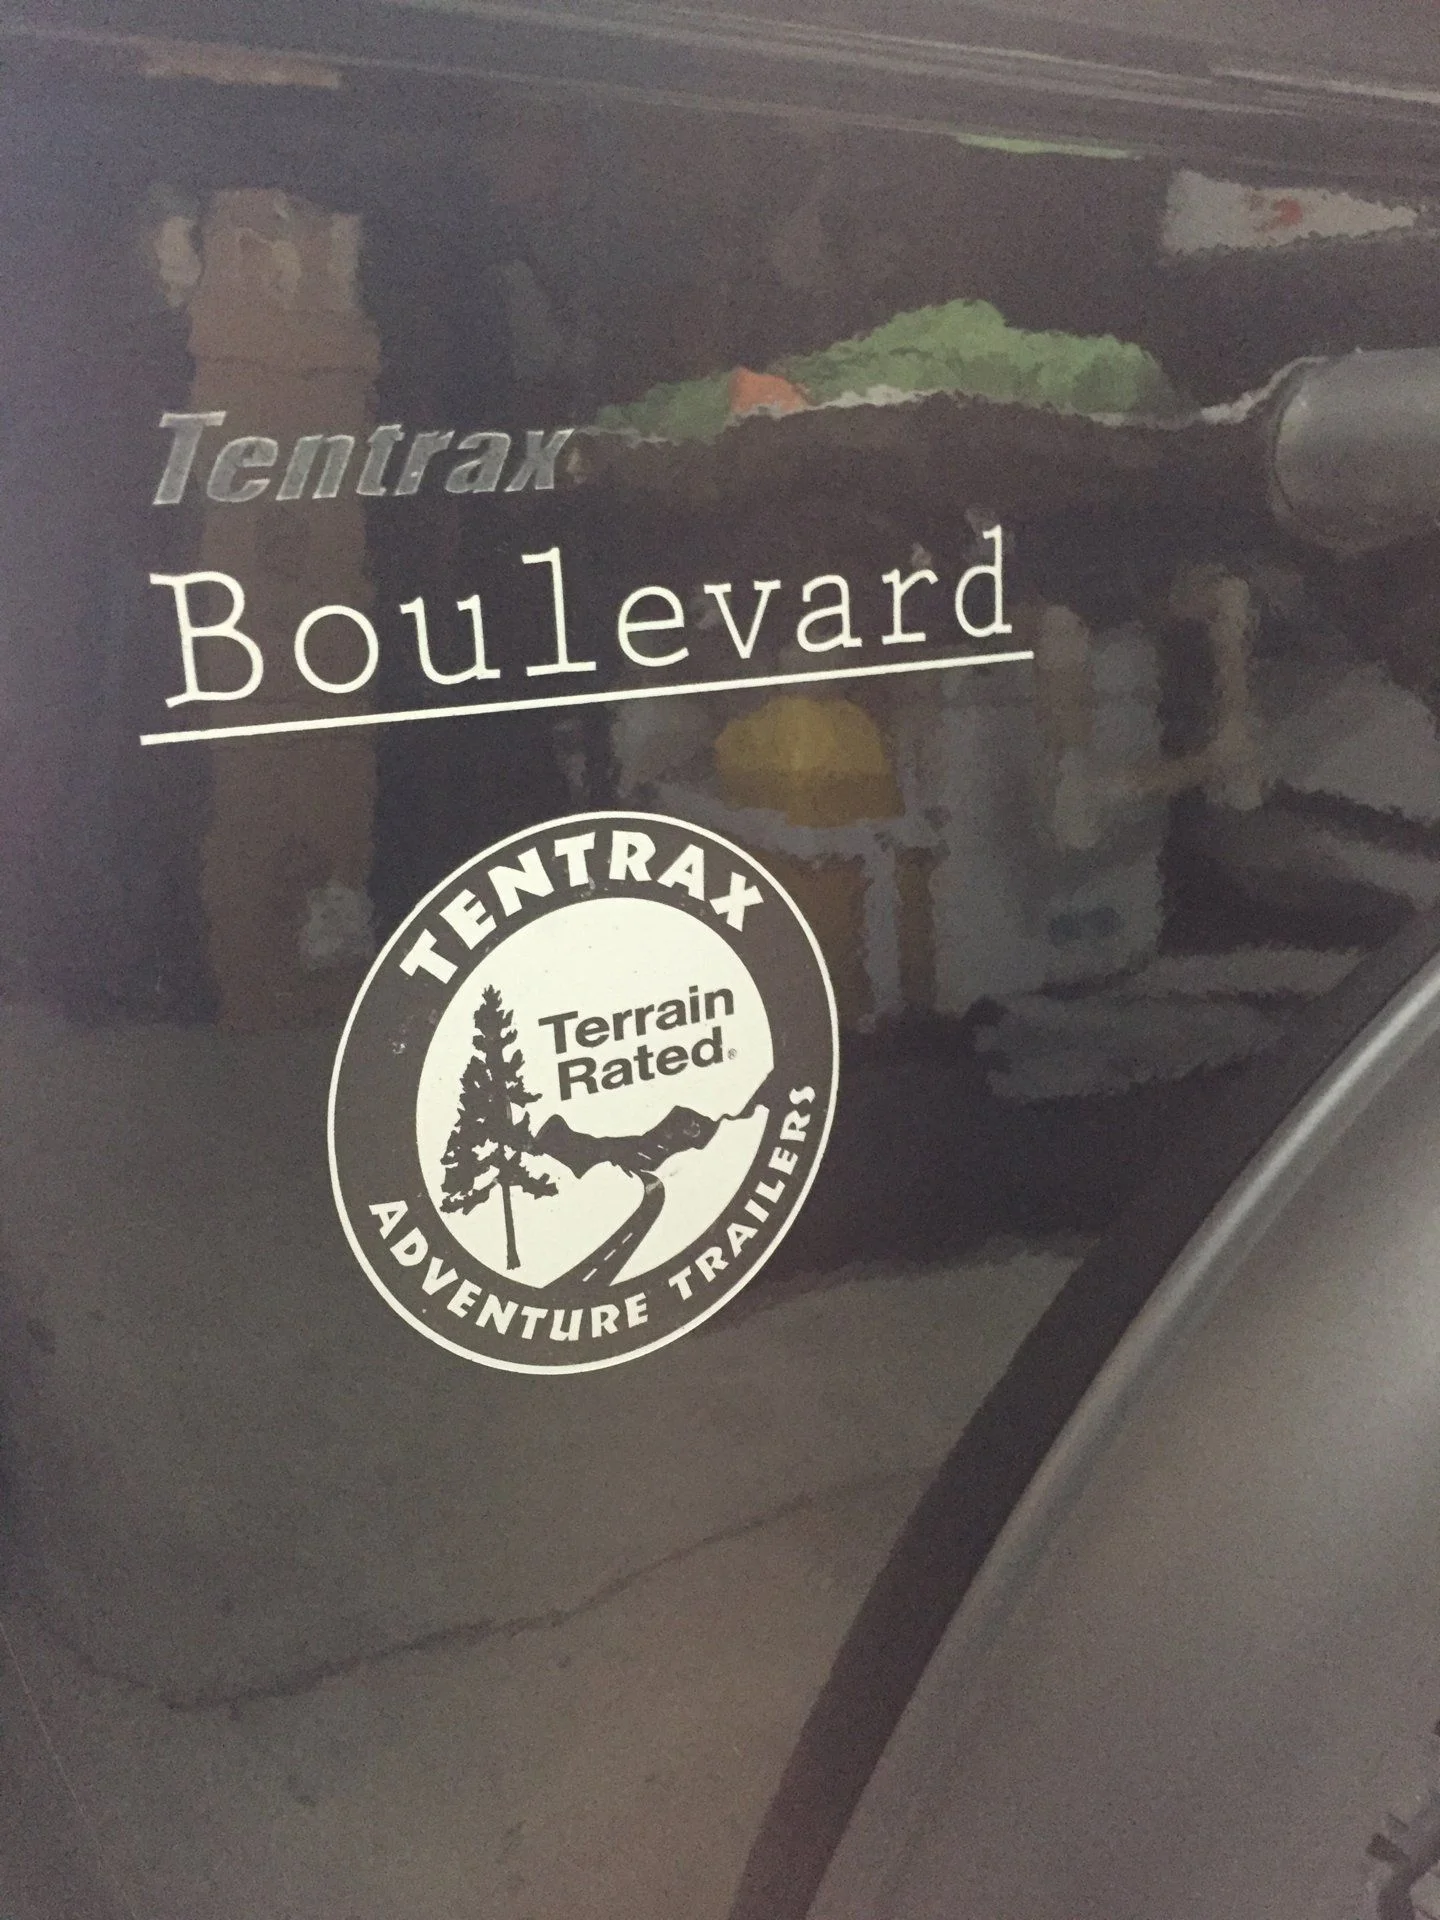 Tentrax
Boulevard
TENTRAX
Terrain
Rated®
ADVENTURE TRAILERS